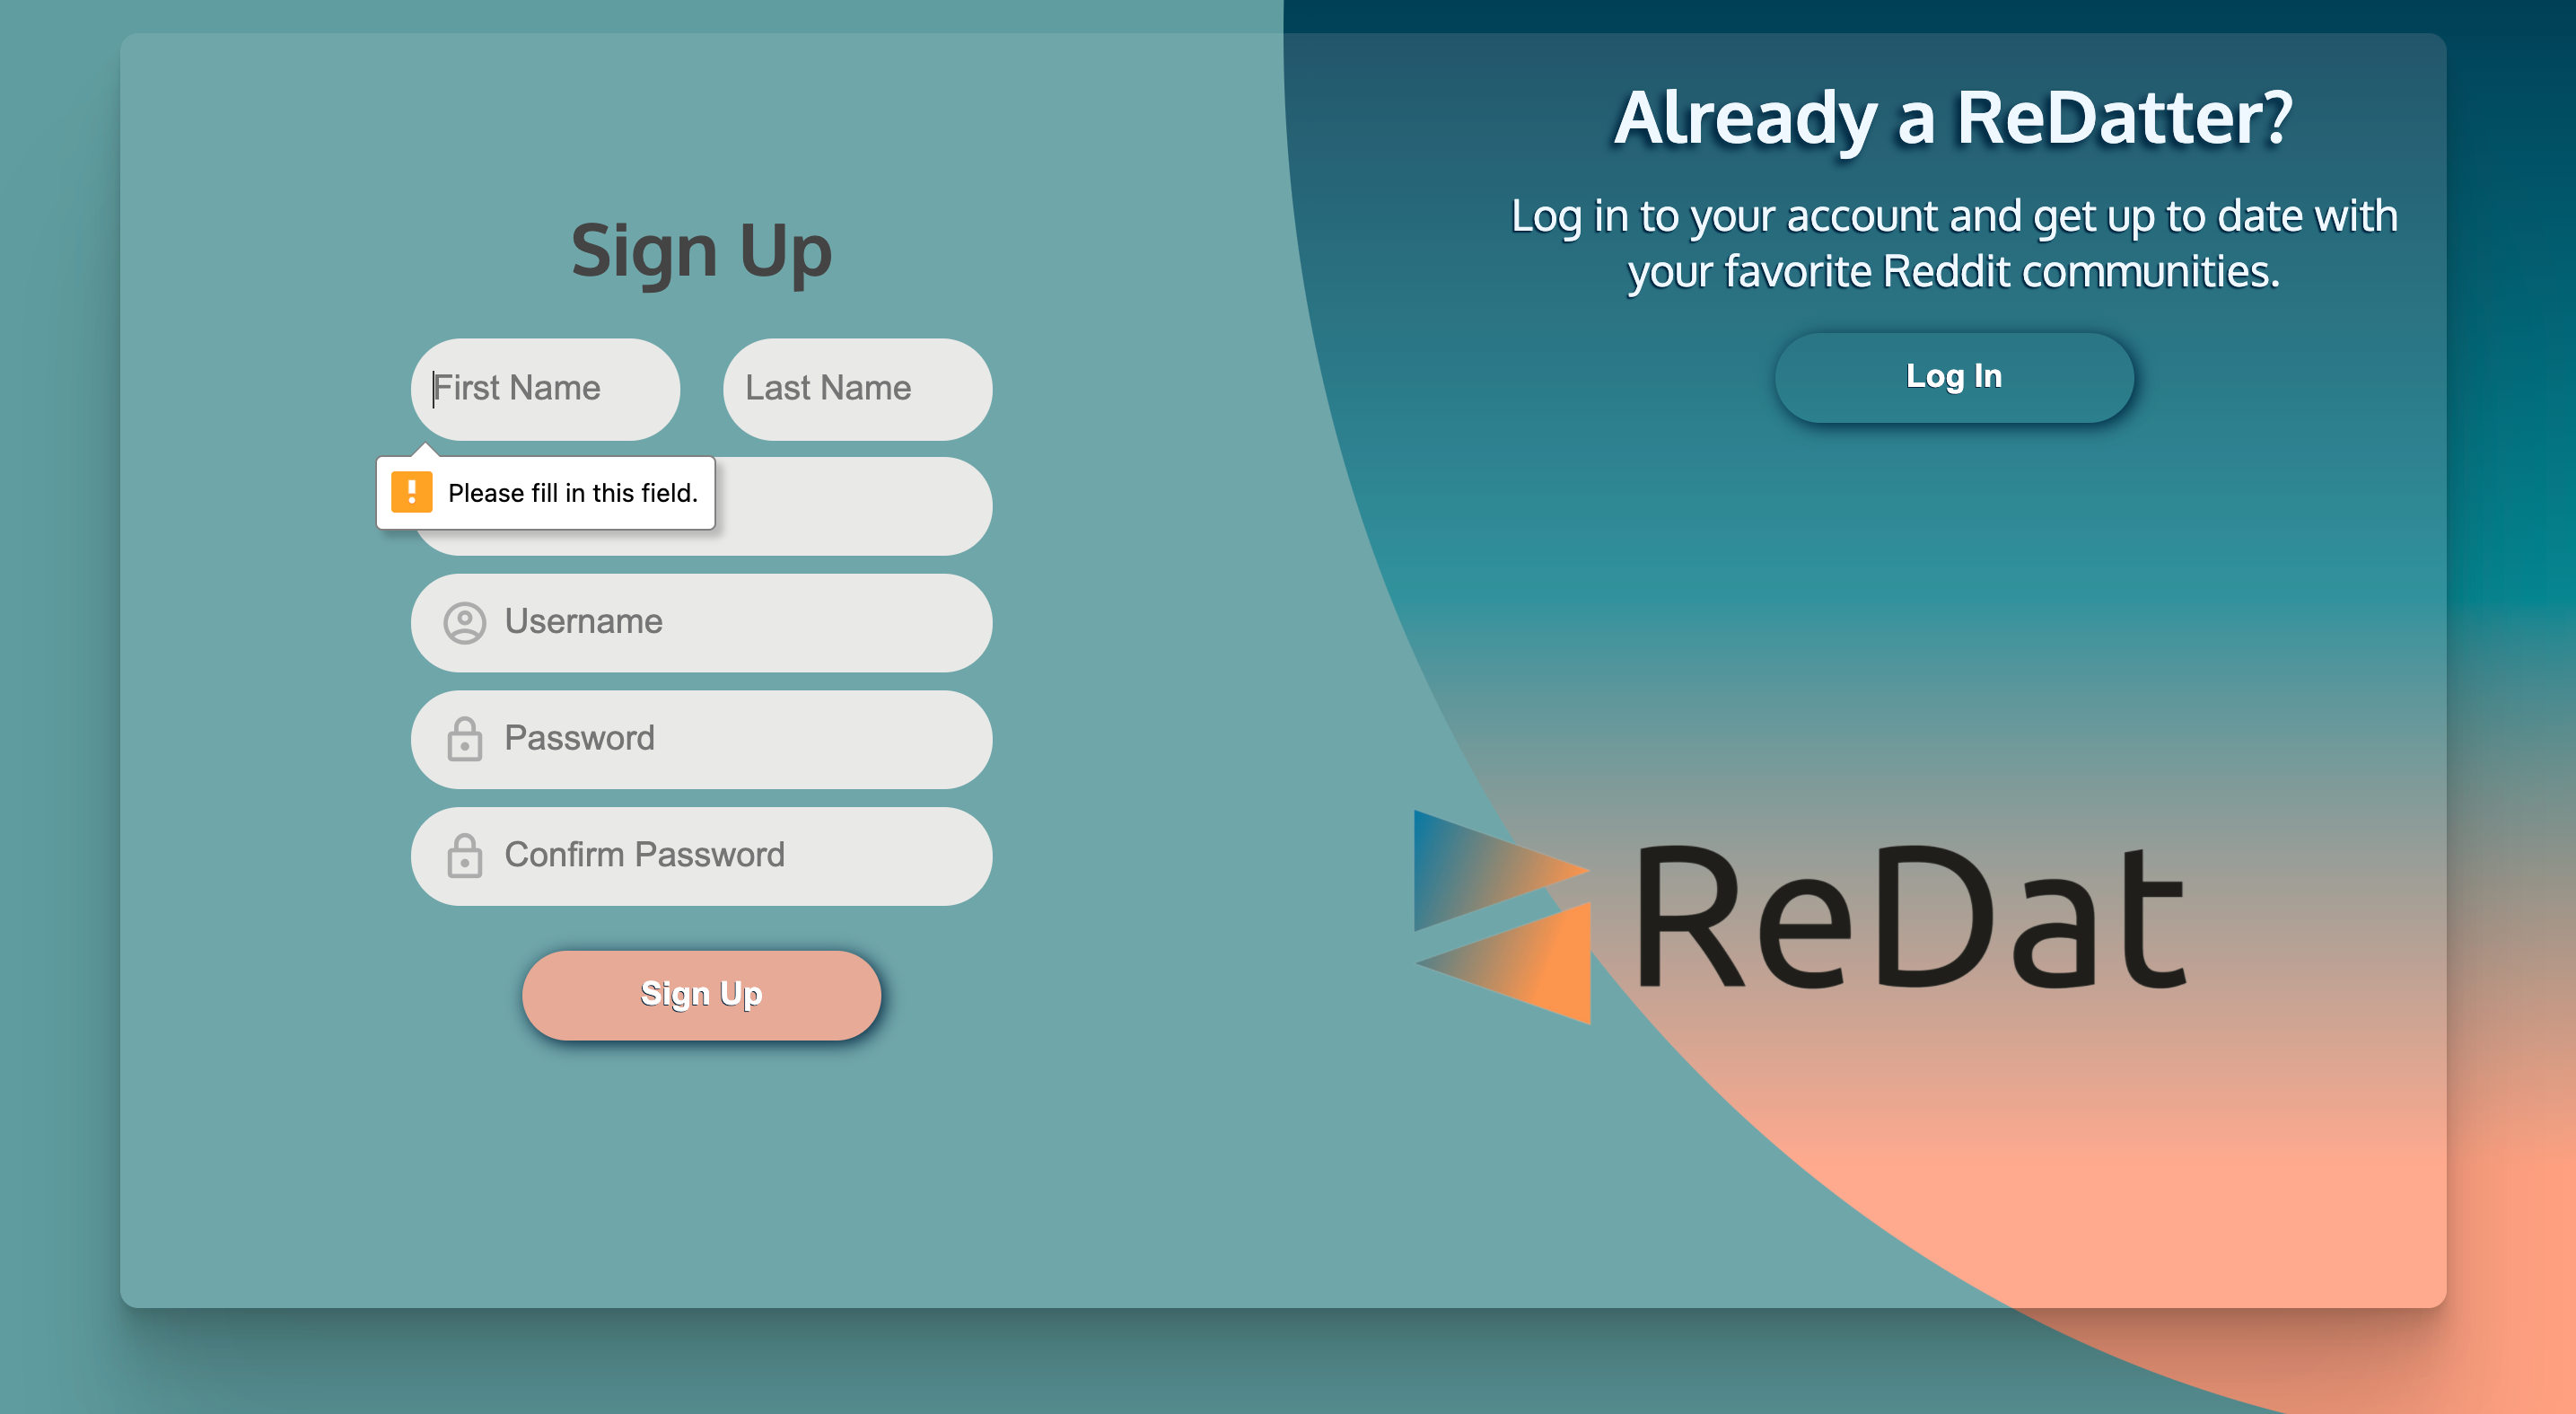 Sign Up
First Name
Last Name
Please fill in this field.
Username
Password
Confirm Password
Sign Up
Already a ReDatter?
Log in to your account and get up to date with
your favorite Reddit communities.
Log In
ReDat